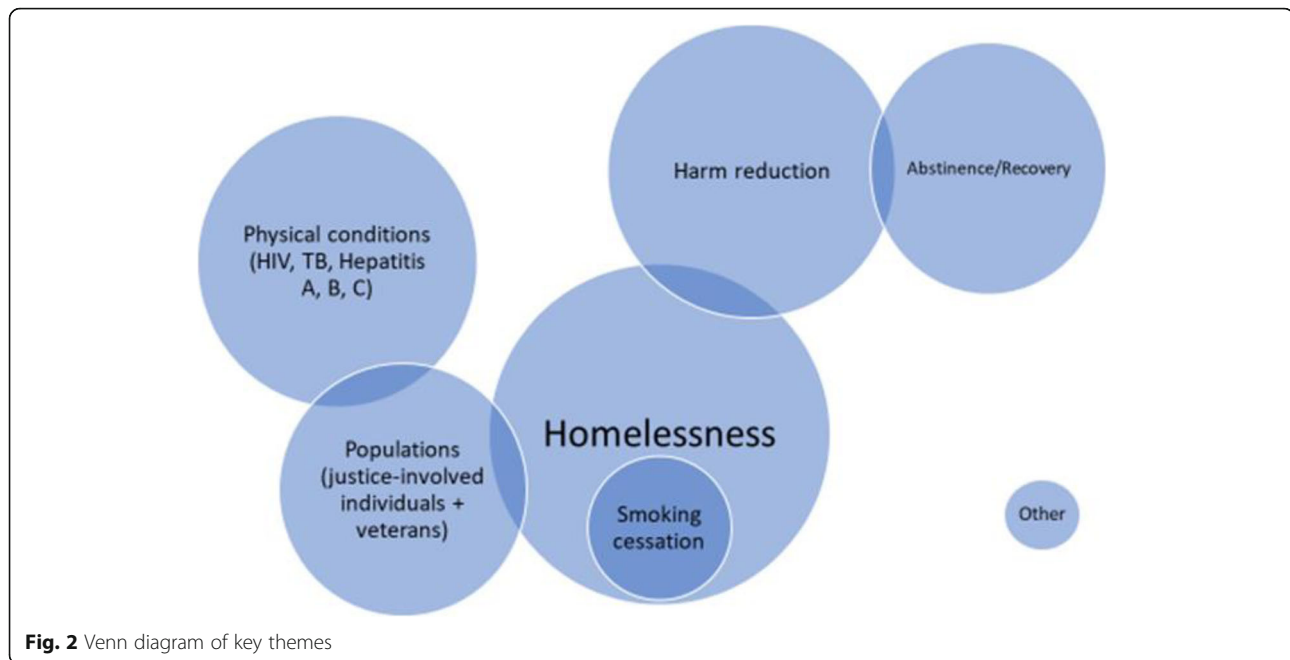 Harm reduction
Abstinence/Recovery
Physical conditions
(HIV, TB, Hepatitis
A, B, C)
Homelessness
Populations
(justice-involved
individuals +
veterans)
Smoking
cessation
Other
Fig. 2 Venn diagram of key themes